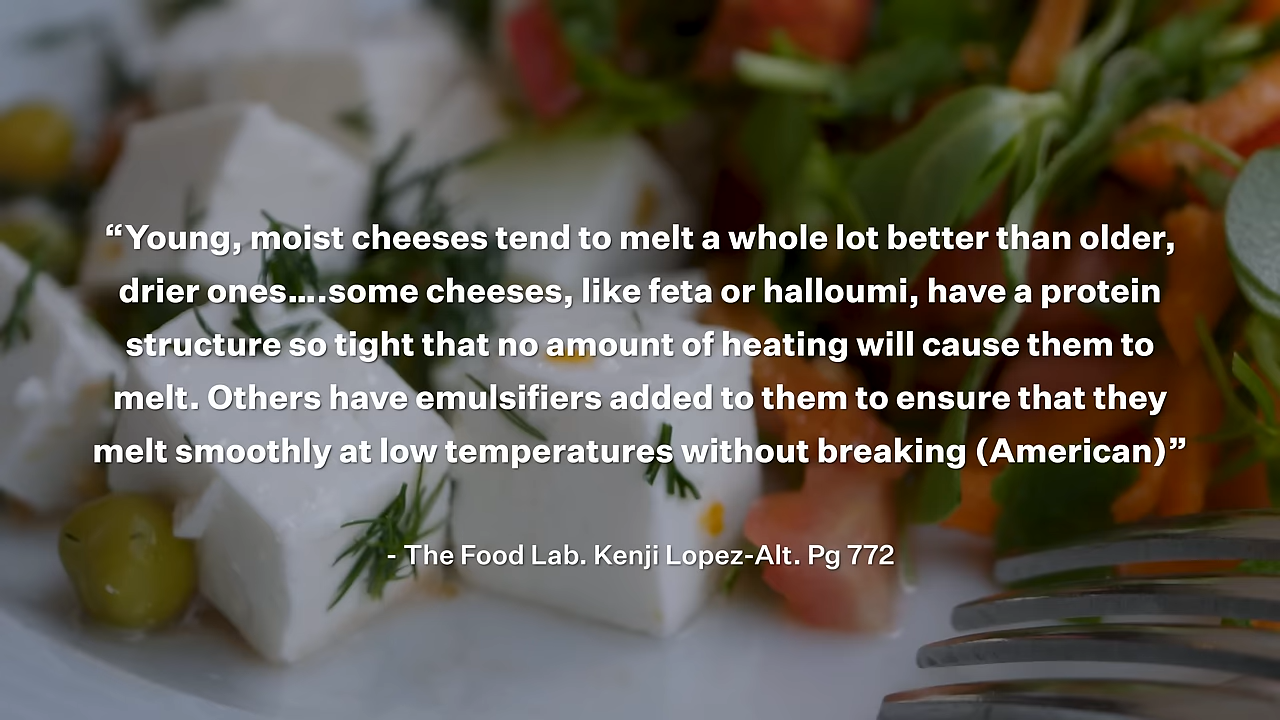 “Young, moist cheeses tend to melt a whole lot better than older,
drier ones....some cheeses, like feta or halloumi, have a protein
structure so tight that no amount of heating will cause them to
melt. Others have emulsifiers added to them to ensure that they
melt smoothly at low temperatures without breaking (American)”
- The Food Lab. Kenji Lopez-Alt. Pg 772